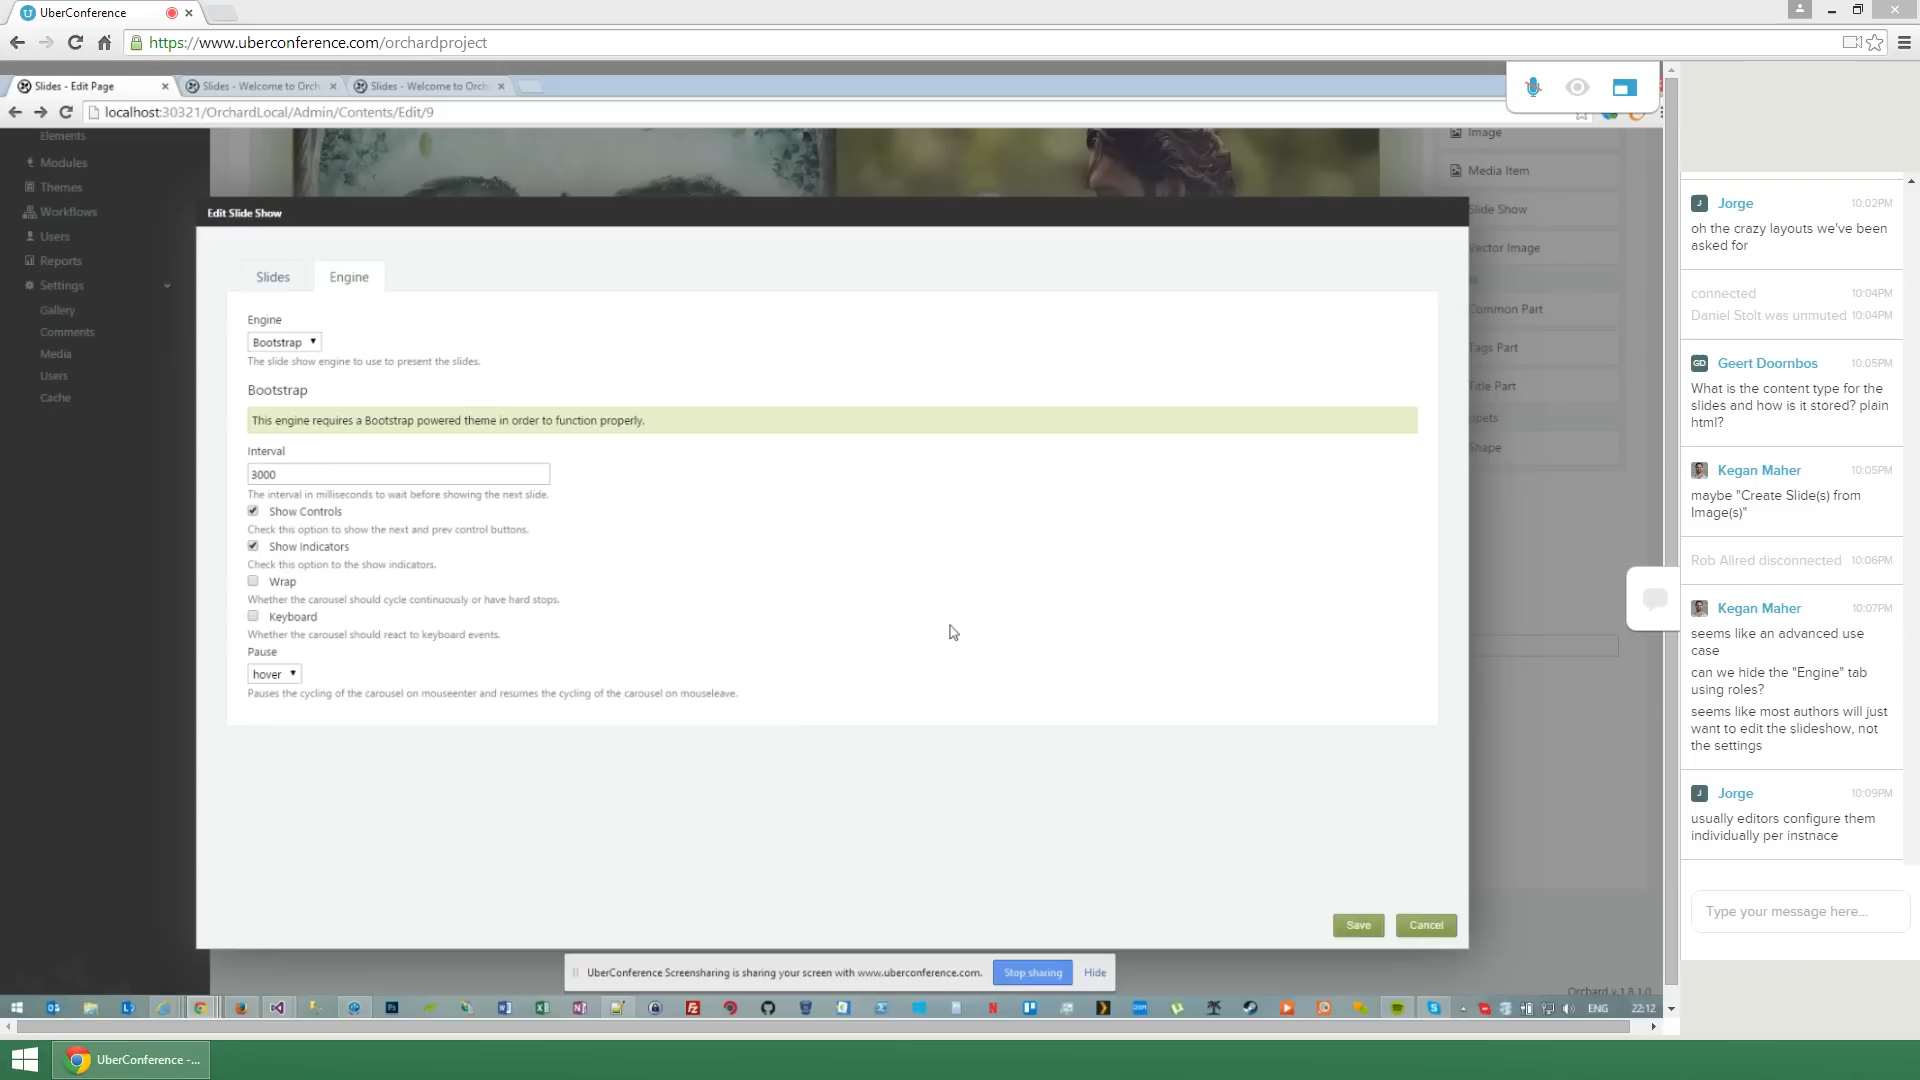 UberConference
https://www.uberconference.com/orchardproject
Slides - Edit Page
Slides - Welcome to Orch
Slides - Welcome to Orch
localhost:30321/OrchardLocal/Admin/Contents/Edit/9
Elements
Modules
Themes
Workflows
Users
Reports
Settings
Gallery
Comments
Media
Users
Cache
Image
Media Item
Slide Show
Vector Image
Common Part
Tags Part
Title Part
Shape
Edit Slide Show
Slides
Engine
Engine
Bootstrap
The slide show engine to use to present the slides.
Bootstrap
This engine requires a Bootstrap powered theme in order to function properly.
Interval
3000
The interval in milliseconds to wait before showing the next slide.
Show Controls
Check this option to show the next and prev control buttons.
Show Indicators
Check this option to the show indicators.
Wrap
Whether the carousel should cycle continuously or have hard stops.
Keyboard
Whether the carousel should react to keyboard events.
Pause
hover
Pauses the cycling of the carousel on mouseenter and resumes the cycling of the carousel on mouseleave.
Save
Cancel
UberConference Screensharing is sharing your screen with www.uberconference.com.
Stop sharing
Hide
Orchard v.1.8.1.0
ENG
22:12
J
Jorge
10:02PM
oh the crazy layouts we've been
asked for
connected
10:04PM
Daniel Stolt was unmuted
10:04PM
GD
Geert Doornbos
10:05PM
What is the content type for the
slides and how is it stored? plain
html?
Kegan Maher
10:05PM
maybe "Create Slide(s) from
Image(s)"
Rob Allred disconnected
10:06PM
Kegan Maher
10:07PM
seems like an advanced use
case
can we hide the "Engine" tab
using roles?
seems like most authors will just
want to edit the slideshow, not
the settings
J
Jorge
10:09PM
usually editors configure them
individually per instnace
Type your message here...
UberConference -...